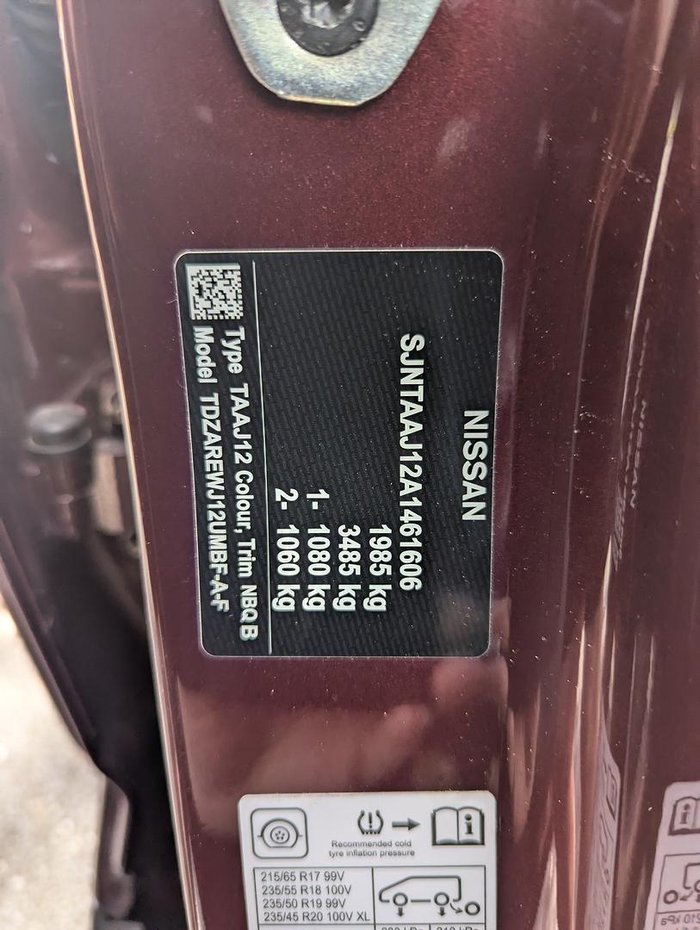 NISSAN
SJNTAAJ12A1461606
1985 kg
3485 kg
1- 1080 kg
2- 1060 kg
Type TAAJ12 Colour, Trim NBQ B
Model TDZAREWJ12UMBF-A-F
Recommended cold
tyre inflation pressure
215/65 R17 99V
235/55 R18 100V
235/50 R19 99V
235/45 R20 100V XL